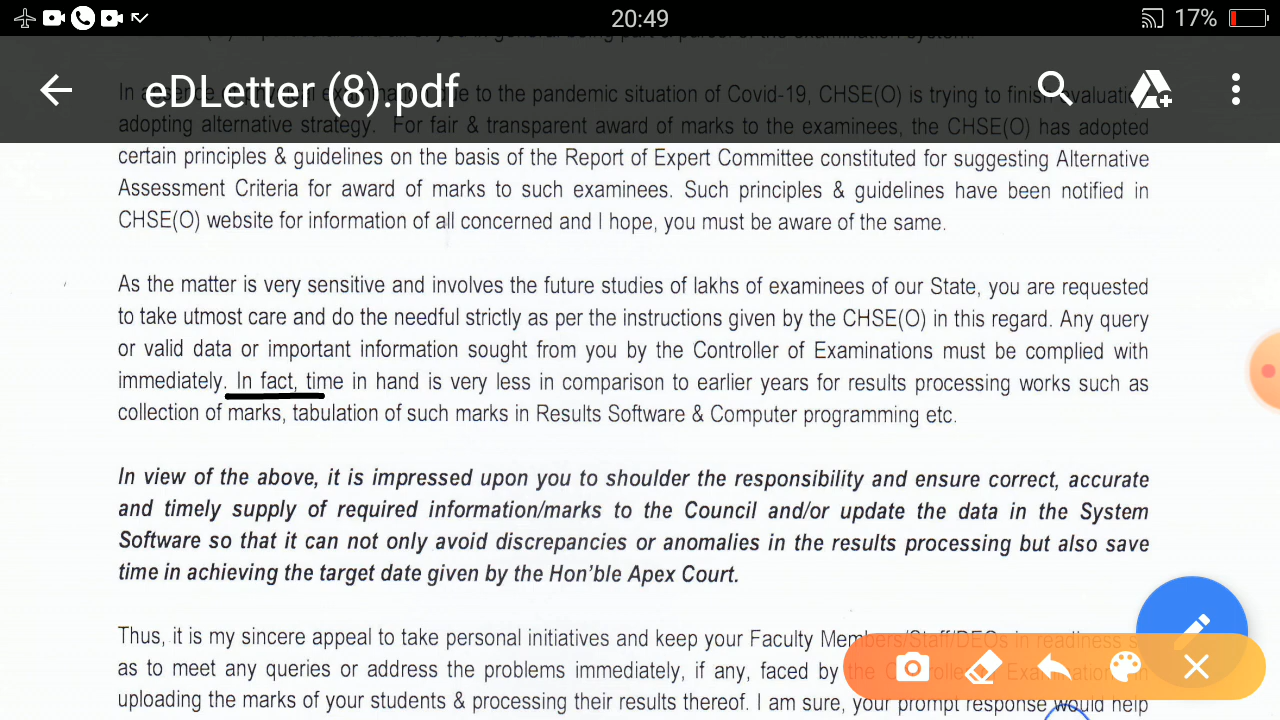 20:49
17%
eDLetter (8).pdf
to the pandemic situation of Covid-19, CHSE(O) is trying to finish
adopting alternative strategy. For fair & transparent award of marks to the examinees, the CHSE(O) has adopted
certain principles & guidelines on the basis of the Report of Expert Committee constituted for suggesting Alternative
Assessment Criteria for award of marks to such examinees. Such principles & guidelines have been notified in
CHSE(O) website for information of all concerned and I hope, you must be aware of the same.
As the matter is very sensitive and involves the future studies of lakhs of examinees of our State, you are requested
to take utmost care and do the needful strictly as per the instructions given by the CHSE(O) in this regard. Any query
or valid data or important information sought from you by the Controller of Examinations must be complied with
immediately. In fact, time in hand is very less in comparison to earlier years for results processing works such as
collection of marks, tabulation of such marks in Results Software & Computer programming etc.
In view of the above, it is impressed upon you to shoulder the responsibility and ensure correct, accurate
and timely supply of required information/marks to the Council and/or update the data in the System
Software so that it can not only avoid discrepancies or anomalies in the results processing but also save
time in achieving the target date given by the Hon'ble Apex Court.
Thus, it is my sincere appeal to take personal initiatives and keep your Faculty Members/Staff/DEOs in readiness
as to meet any queries or address the problems immediately, if any, faced by the
uploading the marks of your students & processing their results thereof. I am sure, your prompt response would help